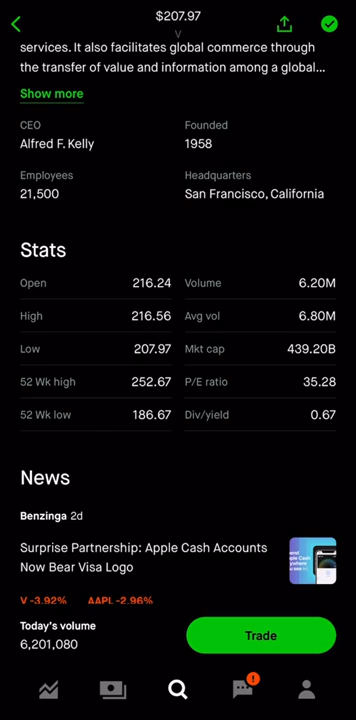 $207.97
V
services. It also facilitates global commerce through
the transfer of value and information among a global...
Show more
CEO
Founded
Alfred F. Kelly
1958
Employees
Headquarters
21,500
San Francisco, California
Stats
Open 216.24 Volume 6.20M
High 216.56 Avg vol 6.80M
Low 207.97 Mkt cap 439.20B
52 Wk high 252.67 P/E ratio 35.28
52 Wk low 186.67 Div/yield 0.67
News
Benzinga 2d
Surprise Partnership: Apple Cash Accounts
Now Bear Visa Logo
V -3.92% AAPL -2.96%
Today's volume
6,201,080
Trade